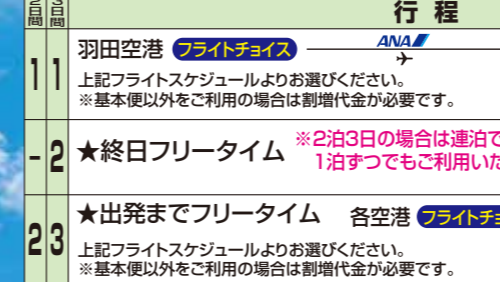 2日間 3日間 行程
1 1 羽田空港 フライトチョイス ANA
上記フライトスケジュールよりお選びください。
※基本便以外をご利用の場合は割増代金が必要です。
- 2 ★終日フリータイム ※2泊3日の場合は連泊で
1泊ずつでもご利用いた
2 3 ★出発までフリータイム 各空港 フライトチョ
上記フライトスケジュールよりお選びください。
※基本便以外をご利用の場合は割増代金が必要です。